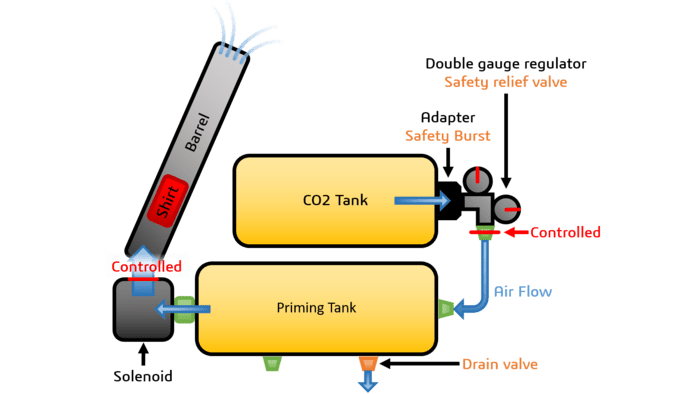 Double gauge regulator
Safety relief valve
Adapter
Safety Burst
Barrel
Shirt
CO2 Tank
Controlled
Controlled
Air Flow
Priming Tank
Solenoid
Drain valve